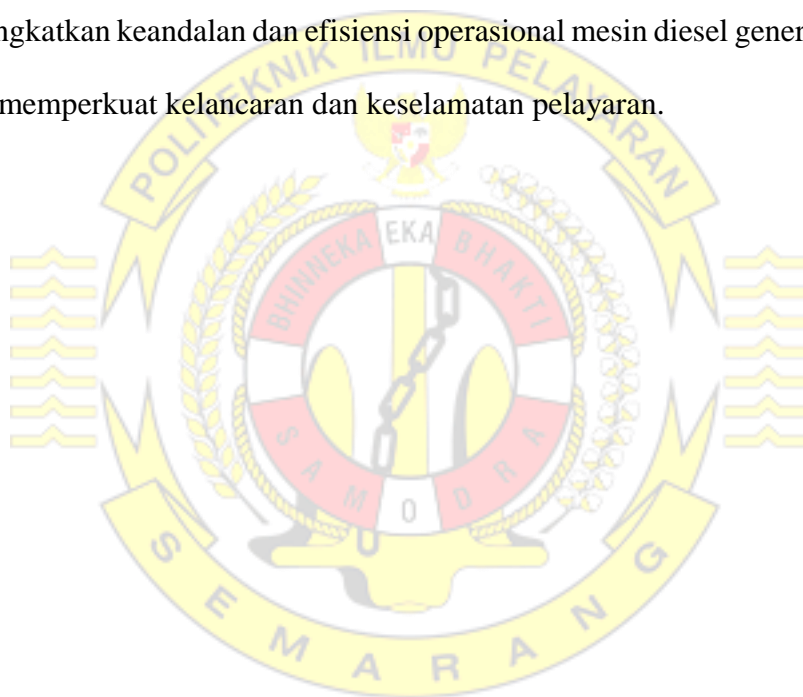 ngkatkan keandalan dan efisiensi operasional mesin diesel gener
memperkuat kelancaran dan keselamatan pelayaran.
POLITEKNIK ILMU PELAYARAN
BHINNEKA EKA BHAKTI
SAMODRA
SEMARANG